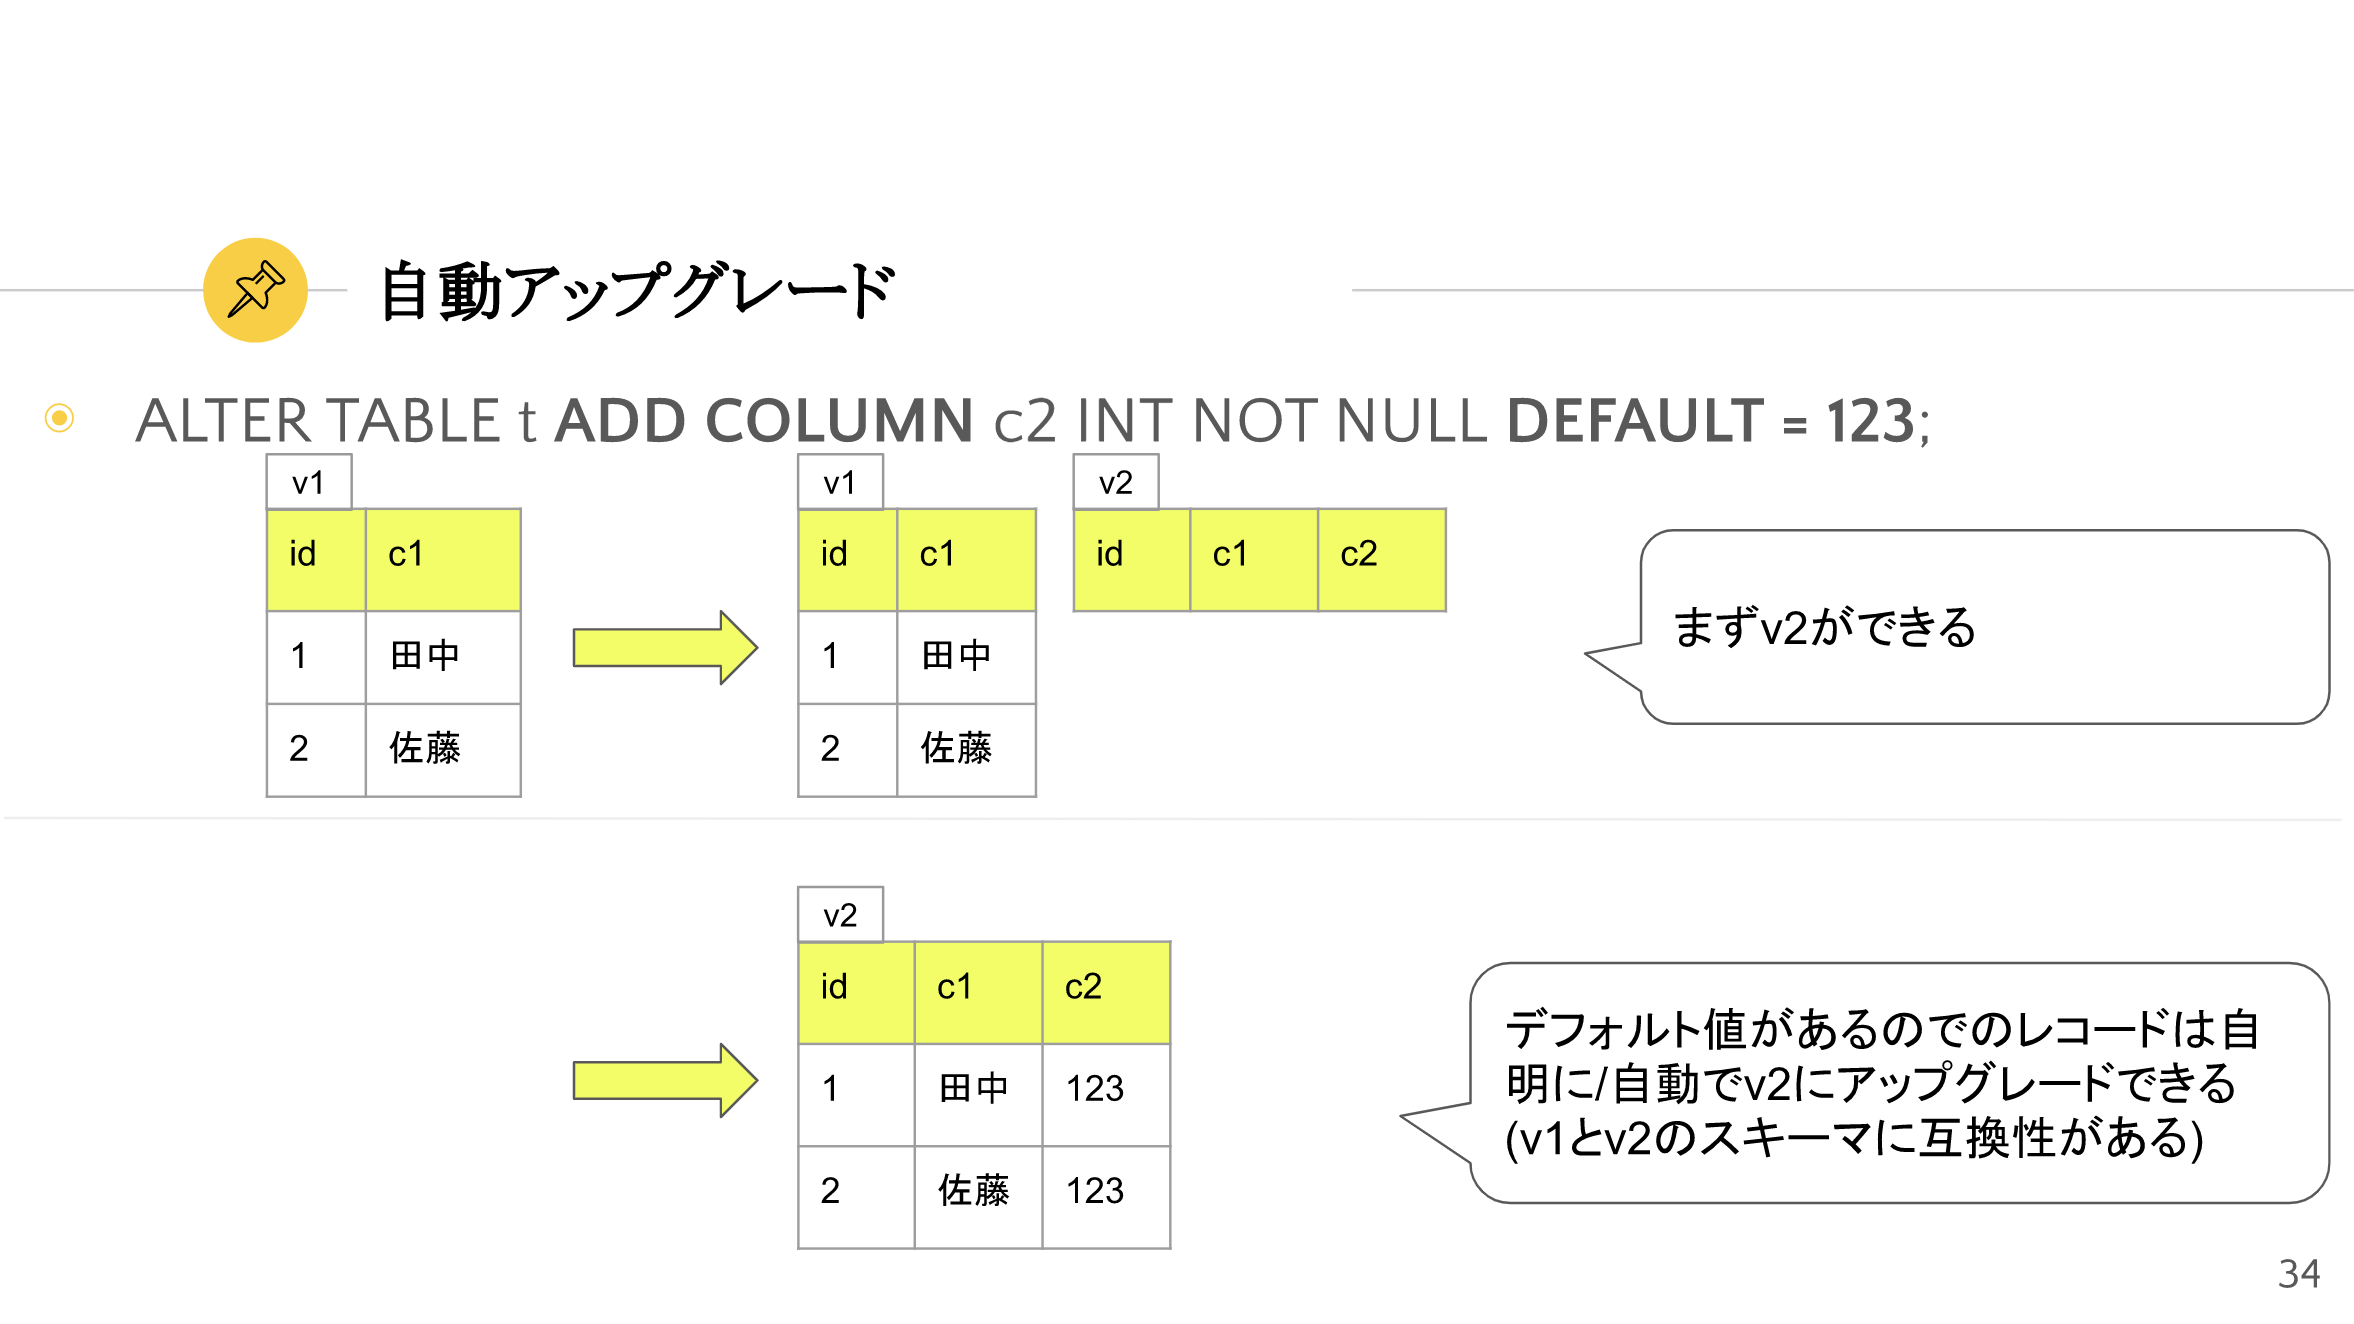 自動アップグレード
ALTER TABLE t ADD COLUMN c2 INT NOT NULL DEFAULT = 123;
v1
id c1
1 田中
2 佐藤
v1
id c1
1 田中
2 佐藤
v2
id c1 c2
まずv2ができる
v2
id c1 c2
1 田中 123
2 佐藤 123
デフォルト値があるのでのレコードは自
明に/自動でv2にアップグレードできる
(v1とv2のスキーマに互換性がある)
34